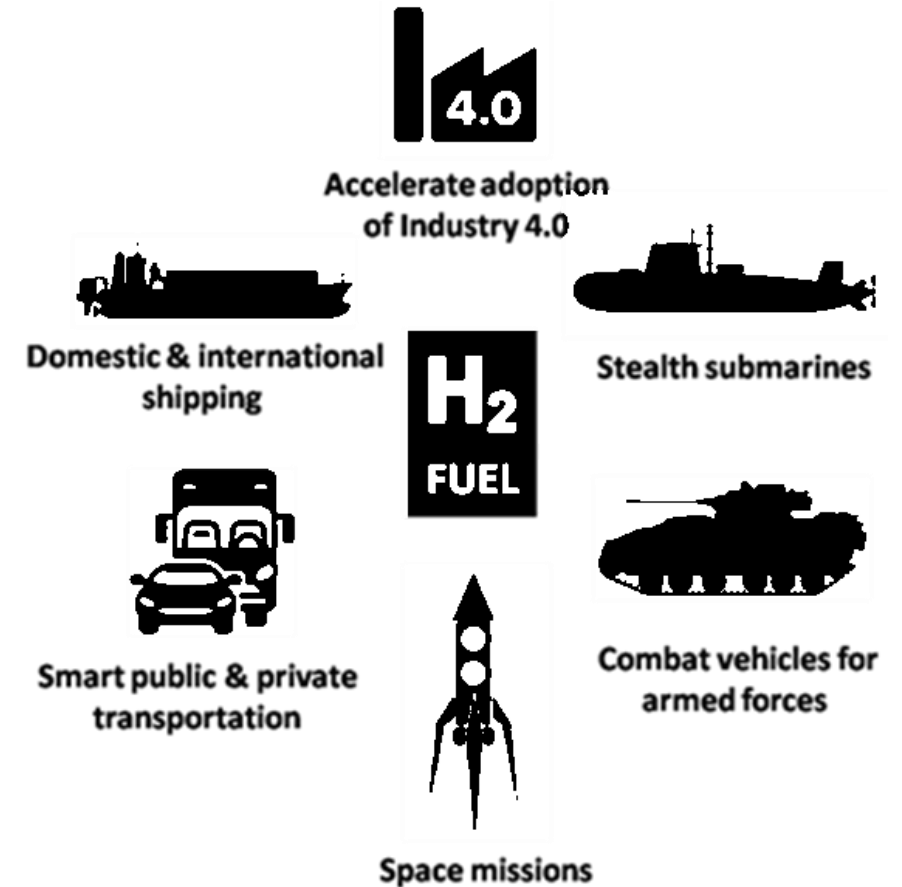 4.0
Accelerate adoption
of Industry 4.0
Domestic & international
shipping
Stealth submarines
H₂
FUEL
Smart public & private
transportation
Combat vehicles for
armed forces
Space missions